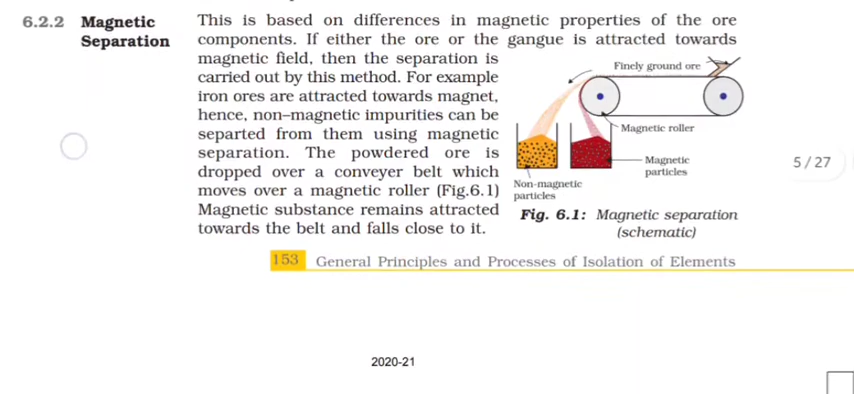 6.2.2 Magnetic
Separation
This is based on differences in magnetic properties of the ore
components. If either the ore or the gangue is attracted towards
magnetic field, then the separation is
carried out by this method. For example
iron ores are attracted towards magnet,
hence, non–magnetic impurities can be
separted from them using magnetic
separation. The powdered ore is
dropped over a conveyer belt which
moves over a magnetic roller (Fig.6.1)
Magnetic substance remains attracted
towards the belt and falls close to it.
Finely ground ore
Magnetic roller
Magnetic
particles
Non-magnetic
particles
Fig. 6.1: Magnetic separation
(schematic)
5 / 27
153 General Principles and Processes of Isolation of Elements
2020-21